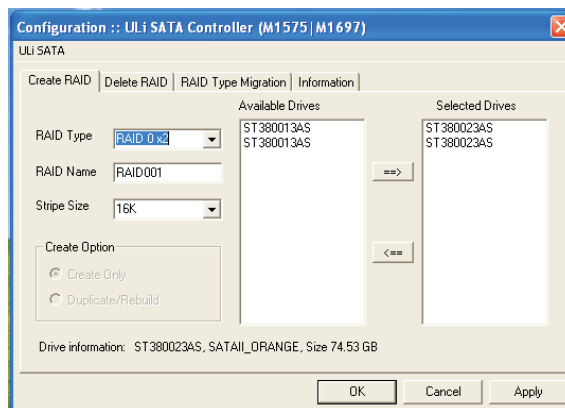 Configuration :: ULi SATA Controller (M1575|M1697)
ULi SATA
Create RAID
Delete RAID
RAID Type Migration
Information
Available Drives
Selected Drives
RAID Type
RAID 0 x2
ST380013AS
ST380013AS
ST380023AS
ST380023AS
RAID Name
RAID001
==>
Stripe Size
16K
<==
Create Option
Create Only
Duplicate/Rebuild
Drive information: ST380023AS, SATAII_ORANGE, Size 74.53 GB
OK
Cancel
Apply